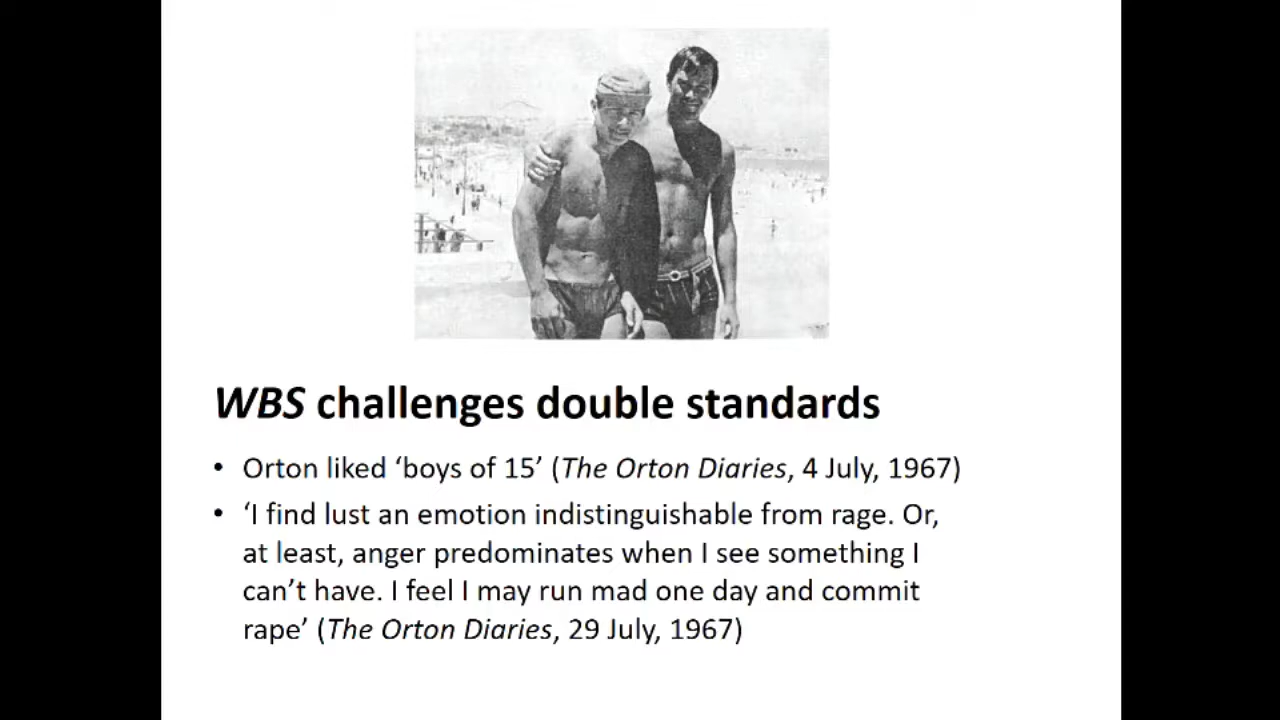 WBS challenges double standards
• Orton liked ‘boys of 15’ (The Orton Diaries, 4 July, 1967)
• ‘I find lust an emotion indistinguishable from rage. Or,
at least, anger predominates when I see something I
can’t have. I feel I may run mad one day and commit
rape’ (The Orton Diaries, 29 July, 1967)